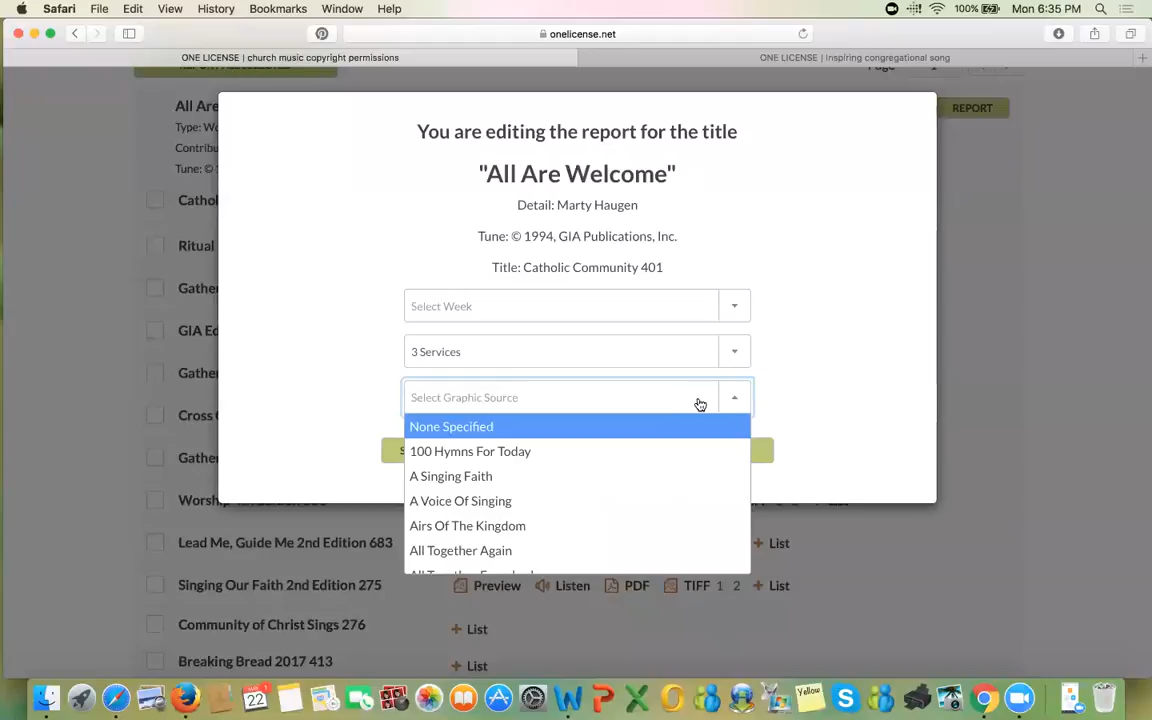 Safari File Edit View History Bookmarks Window Help 100% Mon 6:35 PM
onelicense.net
ONE LICENSE | church music copyright permissions
ONE LICENSE | Inspiring congregational song
All Are
REPORT
Type: Wo
Contribu
Tune: ©
Cathol
Ritual
Gather
GIA Ed
Gather
Cross
Gather
Worship
You are editing the report for the title
"All Are Welcome"
Detail: Marty Haugen
Tune: © 1994, GIA Publications, Inc.
Title: Catholic Community 401
Select Week
3 Services
Select Graphic Source
None Specified
100 Hymns For Today
A Singing Faith
A Voice Of Singing
Airs Of The Kingdom
All Together Again
Lead Me, Guide Me 2nd Edition 683 + List
Singing Our Faith 2nd Edition 275 Preview Listen PDF TIFF 1 2 + List
Community of Christ Sings 276 + List
Breaking Bread 2017 413 + List
22
Yellow